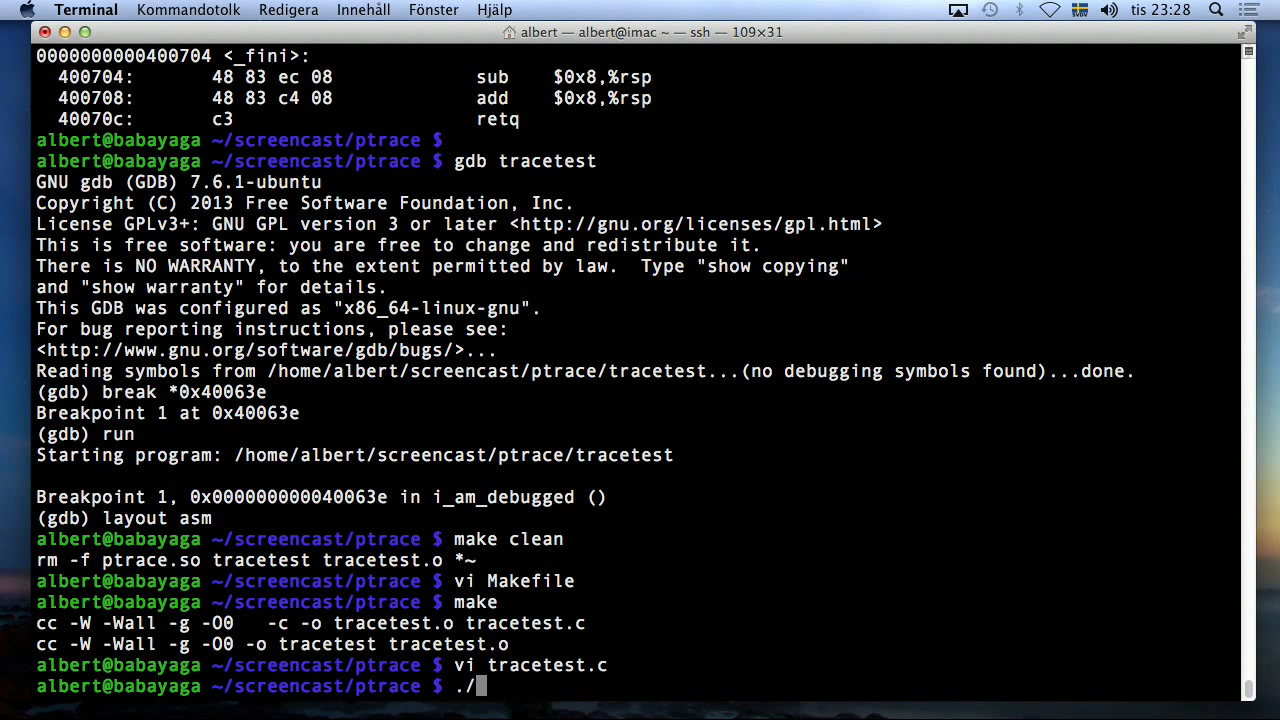 Terminal Kommandotolk Redigera Innehåll Fönster Hjälp tis 23:28
albert — albert@imac ~ — ssh — 109×31
0000000000400704 <_fini>:
400704: 48 83 ec 08 sub $0x8,%rsp
400708: 48 83 c4 08 add $0x8,%rsp
40070c: c3 retq
albert@babayaga ~/screencast/ptrace $
albert@babayaga ~/screencast/ptrace $ gdb tracetest
GNU gdb (GDB) 7.6.1-ubuntu
Copyright (C) 2013 Free Software Foundation, Inc.
License GPLv3+: GNU GPL version 3 or later <http://gnu.org/licenses/gpl.html>
This is free software: you are free to change and redistribute it.
There is NO WARRANTY, to the extent permitted by law.  Type "show copying"
and "show warranty" for details.
This GDB was configured as "x86_64-linux-gnu".
For bug reporting instructions, please see:
<http://www.gnu.org/software/gdb/bugs/>...
Reading symbols from /home/albert/screencast/ptrace/tracetest...(no debugging symbols found)...done.
(gdb) break *0x40063e
Breakpoint 1 at 0x40063e
(gdb) run
Starting program: /home/albert/screencast/ptrace/tracetest
Breakpoint 1, 0x000000000040063e in i_am_debugged ()
(gdb) layout asm
albert@babayaga ~/screencast/ptrace $ make clean
rm -f ptrace.so tracetest tracetest.o *~
albert@babayaga ~/screencast/ptrace $ vi Makefile
albert@babayaga ~/screencast/ptrace $ make
cc -W -Wall -g -O0   -c -o tracetest.o tracetest.c
cc -W -Wall -g -O0 -o tracetest tracetest.o
albert@babayaga ~/screencast/ptrace $ vi tracetest.c
albert@babayaga ~/screencast/ptrace $ ./